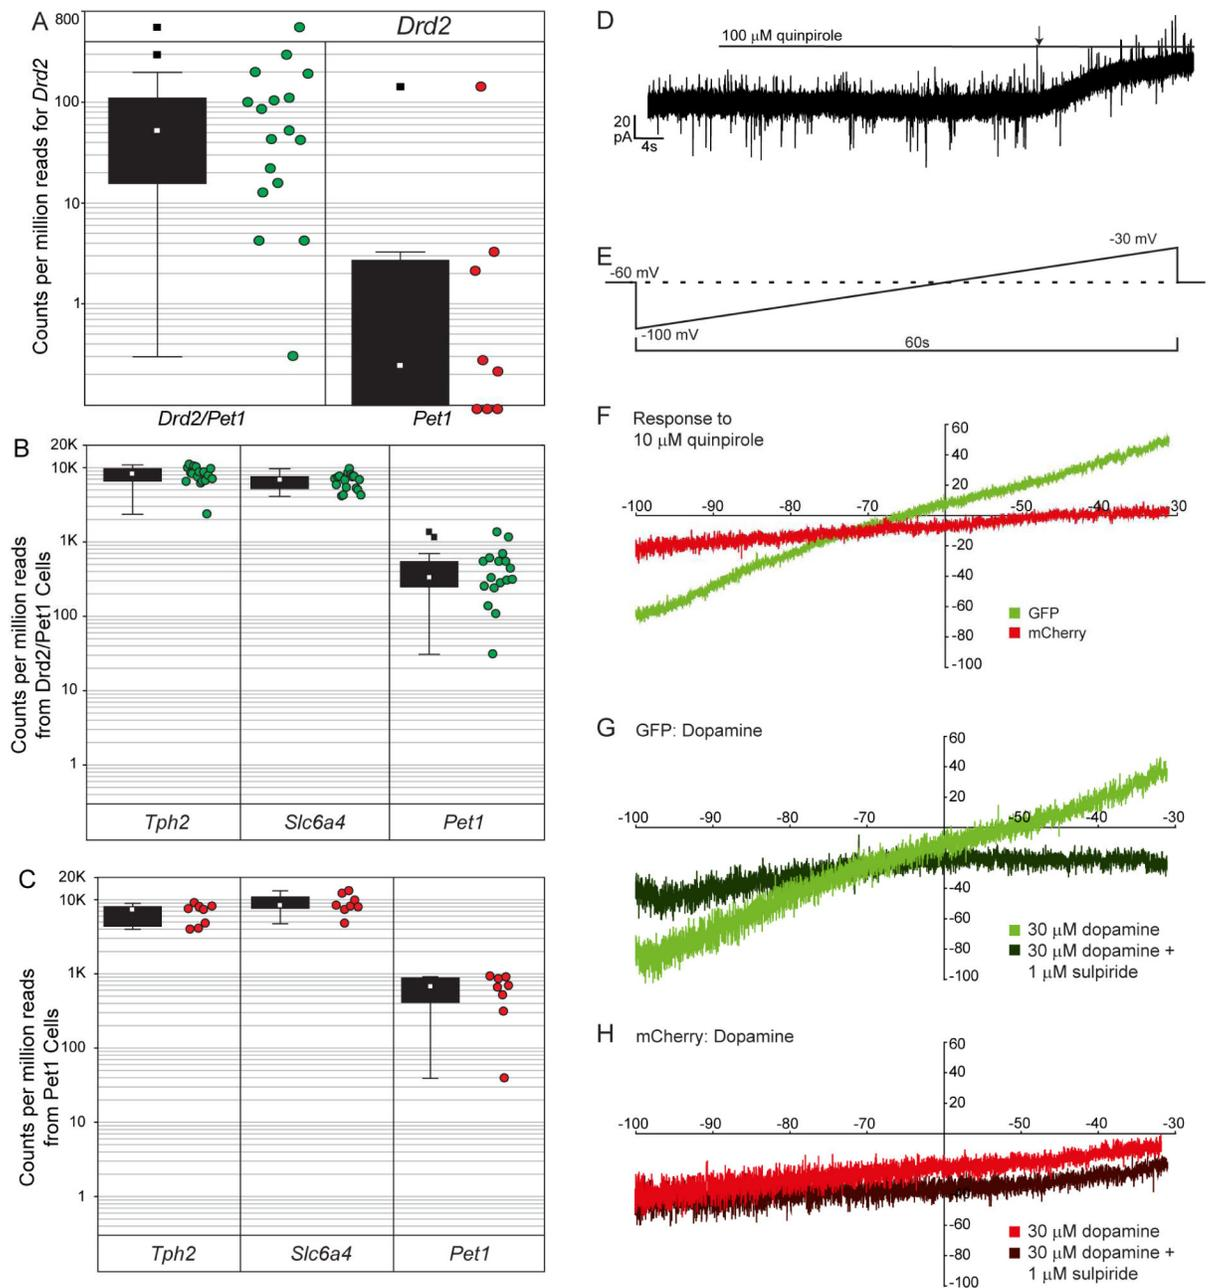 A
Drd2
Counts per million reads for Drd2
800
100
10
1
Drd2/Pet1
Pet1
B
Counts per million reads
from Drd2/Pet1 Cells
20K
10K
1K
100
10
1
Tph2
Slc6a4
Pet1
C
Counts per million reads
from Pet1 Cells
20K
10K
1K
100
10
1
Tph2
Slc6a4
Pet1
D
100 µM quinpirole
20
pA
4s
E
-60 mV
-30 mV
-100 mV
60s
F
Response to
10 µM quinpirole
60
40
20
-100
-90
-80
-70
-50
-40
-30
-20
-40
-60
-80
-100
GFP
mCherry
G
GFP: Dopamine
60
40
20
-100
-90
-80
-70
-50
-40
-30
-40
-60
-80
-100
30 µM dopamine
30 µM dopamine +
1 µM sulpiride
H
mCherry: Dopamine
60
40
20
-100
-90
-80
-70
-50
-40
-30
-60
-80
-100
30 µM dopamine
30 µM dopamine +
1 µM sulpiride